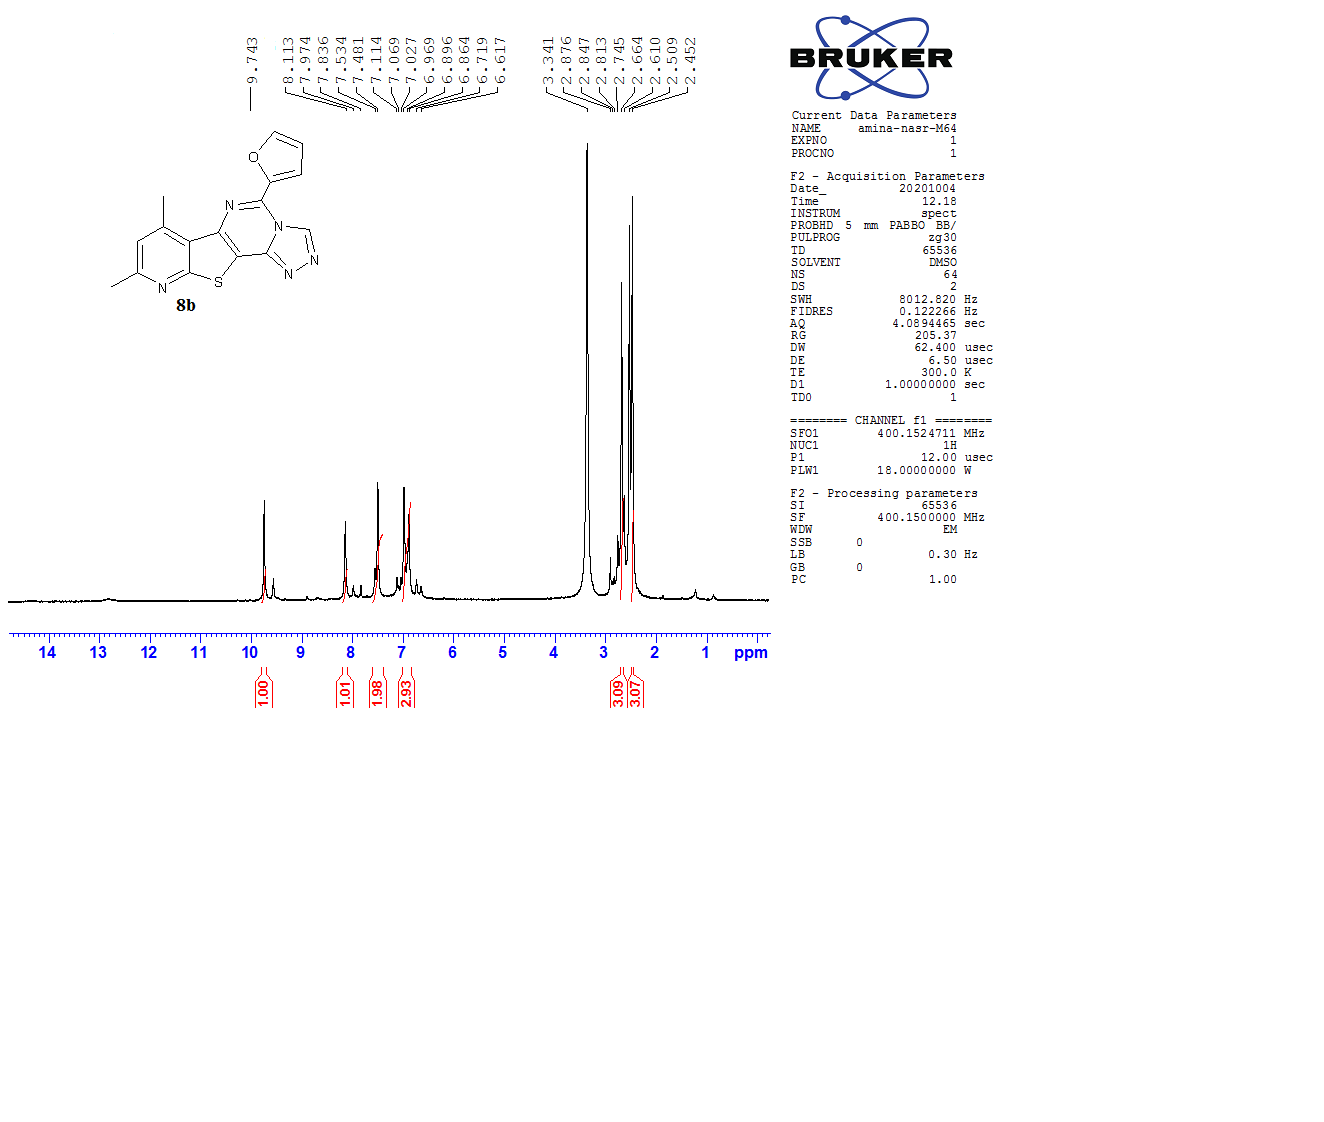 9.743
8.113
7.974
7.836
7.534
7.481
7.114
7.069
7.027
6.969
6.896
6.864
6.719
6.617
3.341
2.876
2.847
2.813
2.745
2.664
2.610
2.509
2.452
BRUKER
Current Data Parameters
NAME amina-nasr-M64
EXPNO 1
PROCNO 1
F2 - Acquisition Parameters
Date_ 20201004
Time 12.18
INSTRUM spect
PROBHD 5 mm PABBO BB/
PULPROG zg30
TD 65536
SOLVENT DMSO
NS 64
DS 2
SWH 8012.820 Hz
FIDRES 0.122266 Hz
AQ 4.0894465 sec
RG 205.37
DW 62.400 usec
DE 6.50 usec
TE 300.0 K
D1 1.00000000 sec
TD0 1
======== CHANNEL f1 ========
SFO1 400.1524711 MHz
NUC1 1H
P1 12.00 usec
PLW1 18.00000000 W
F2 - Processing parameters
SI 65536
SF 400.1500000 MHz
WDW EM
SSB 0
LB 0.30 Hz
GB 0
PC 1.00
O
N
N
N
N
S
N
8b
14 13 12 11 10 9 8 7 6 5 4 3 2 1 ppm
1.00
1.01
1.98
2.93
3.09
3.07